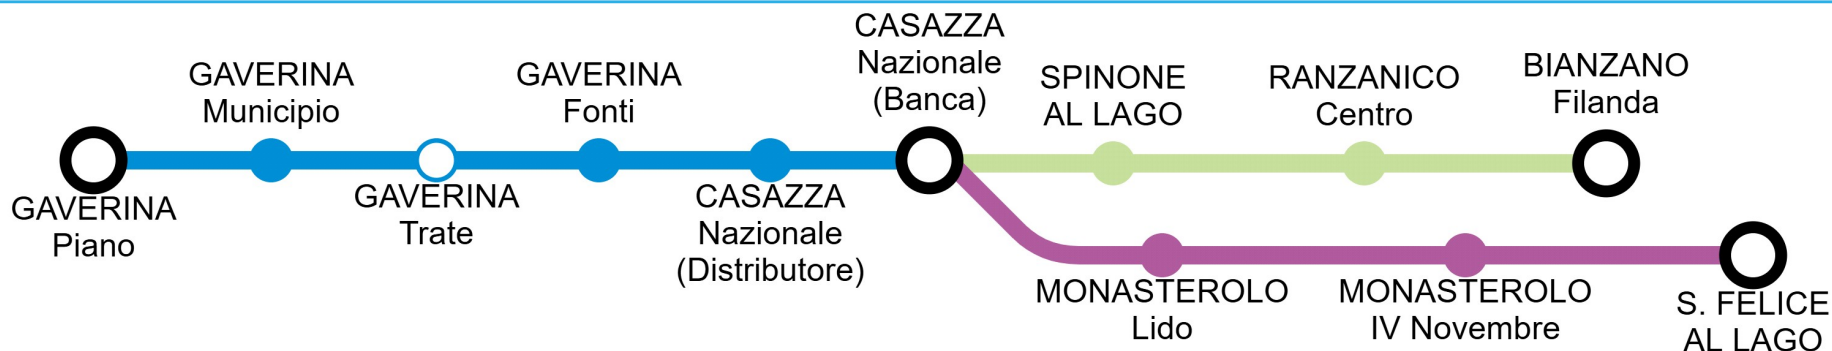 GAVERINA
Piano
GAVERINA
Municipio
GAVERINA
Trate
GAVERINA
Fonti
CASAZZA
Nazionale
(Distributore)
CASAZZA
Nazionale
(Banca)
SPINONE
AL LAGO
RANZANICO
Centro
BIANZANO
Filanda
MONASTEROLO
Lido
MONASTEROLO
IV Novembre
S. FELICE
AL LAGO